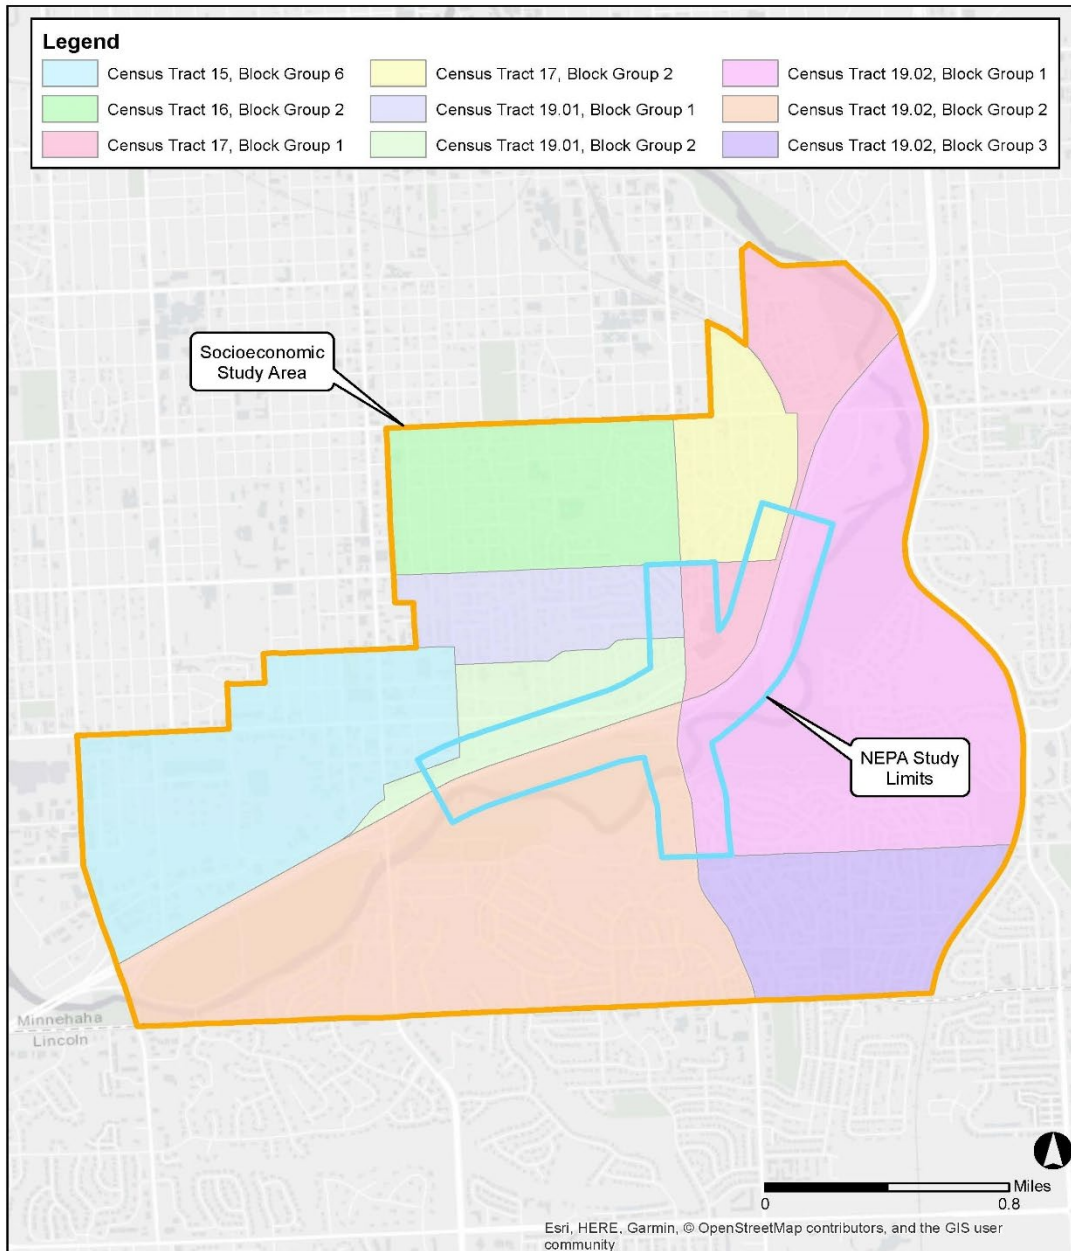 Legend
Census Tract 15, Block Group 6
Census Tract 17, Block Group 2
Census Tract 19.02, Block Group 1
Census Tract 16, Block Group 2
Census Tract 19.01, Block Group 1
Census Tract 19.02, Block Group 2
Census Tract 17, Block Group 1
Census Tract 19.01, Block Group 2
Census Tract 19.02, Block Group 3
Socioeconomic
Study Area
NEPA Study
Limits
Minnehaha
Lincoln
Miles
0
0.8
Esri, HERE, Garmin, © OpenStreetMap contributors, and the GIS user
community